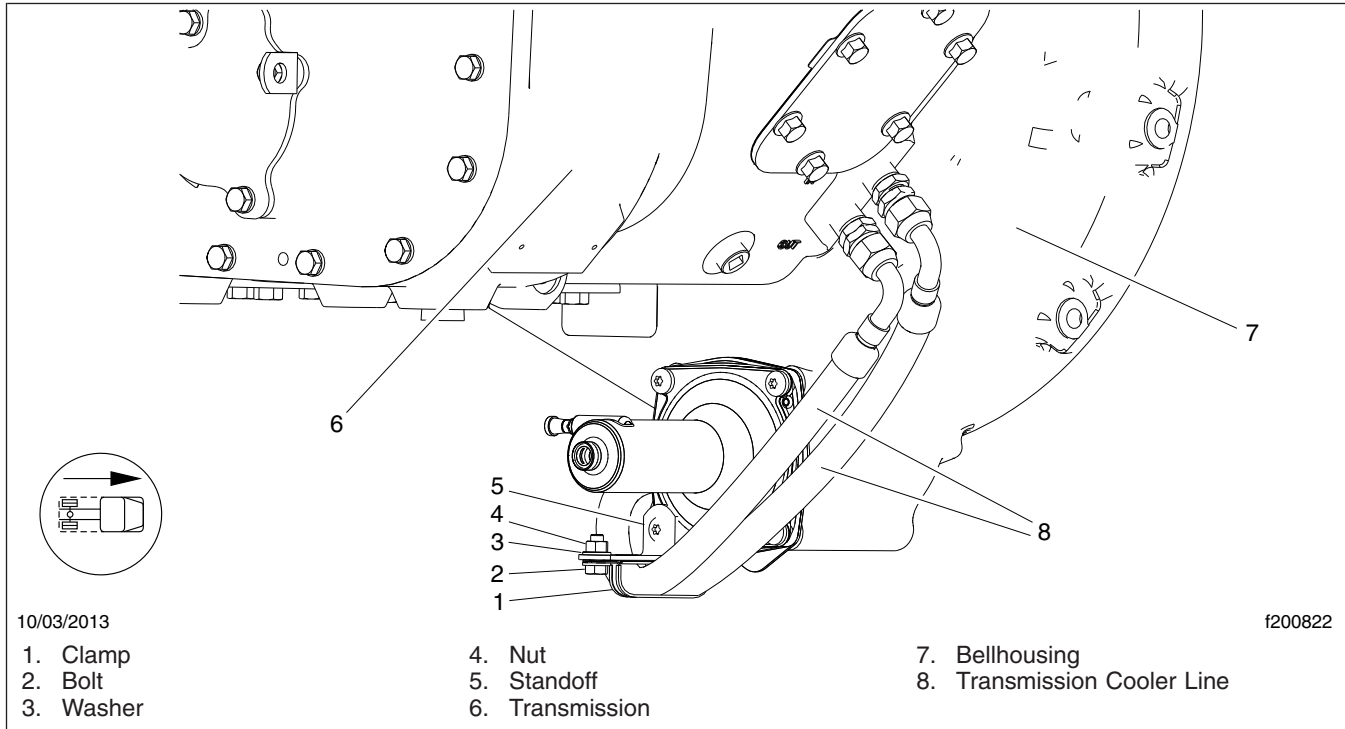 OUT
7
6
5
4
3
2
1
8
10/03/2013
f200822
1. Clamp
2. Bolt
3. Washer
4. Nut
5. Standoff
6. Transmission
7. Bellhousing
8. Transmission Cooler Line